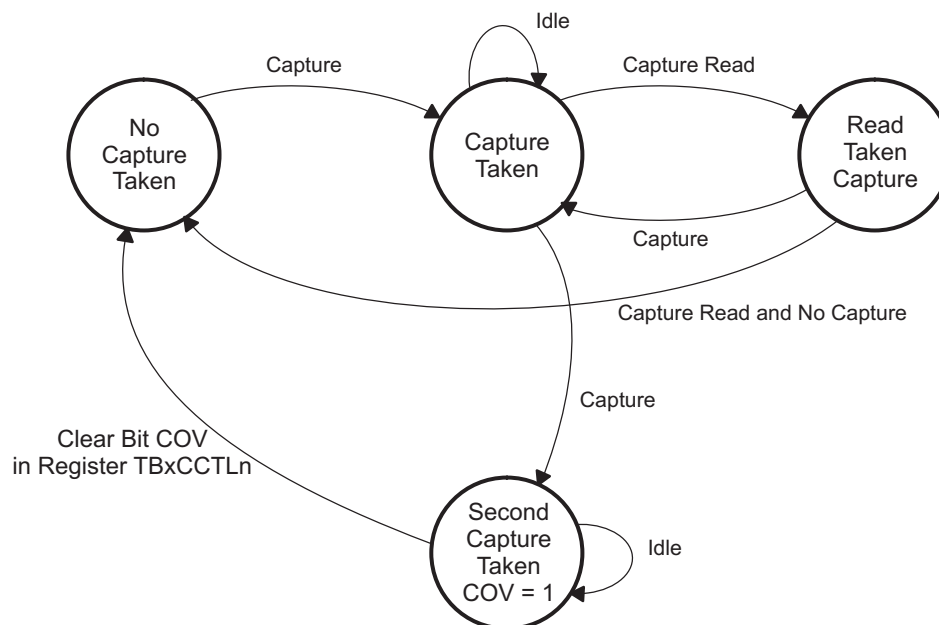 Idle
Capture
Capture Read
No
Capture
Taken
Capture
Taken
Read
Taken
Capture
Capture
Capture Read and No Capture
Capture
Clear Bit COV
in Register TBxCCTLn
Second
Capture
Taken
COV = 1
Idle